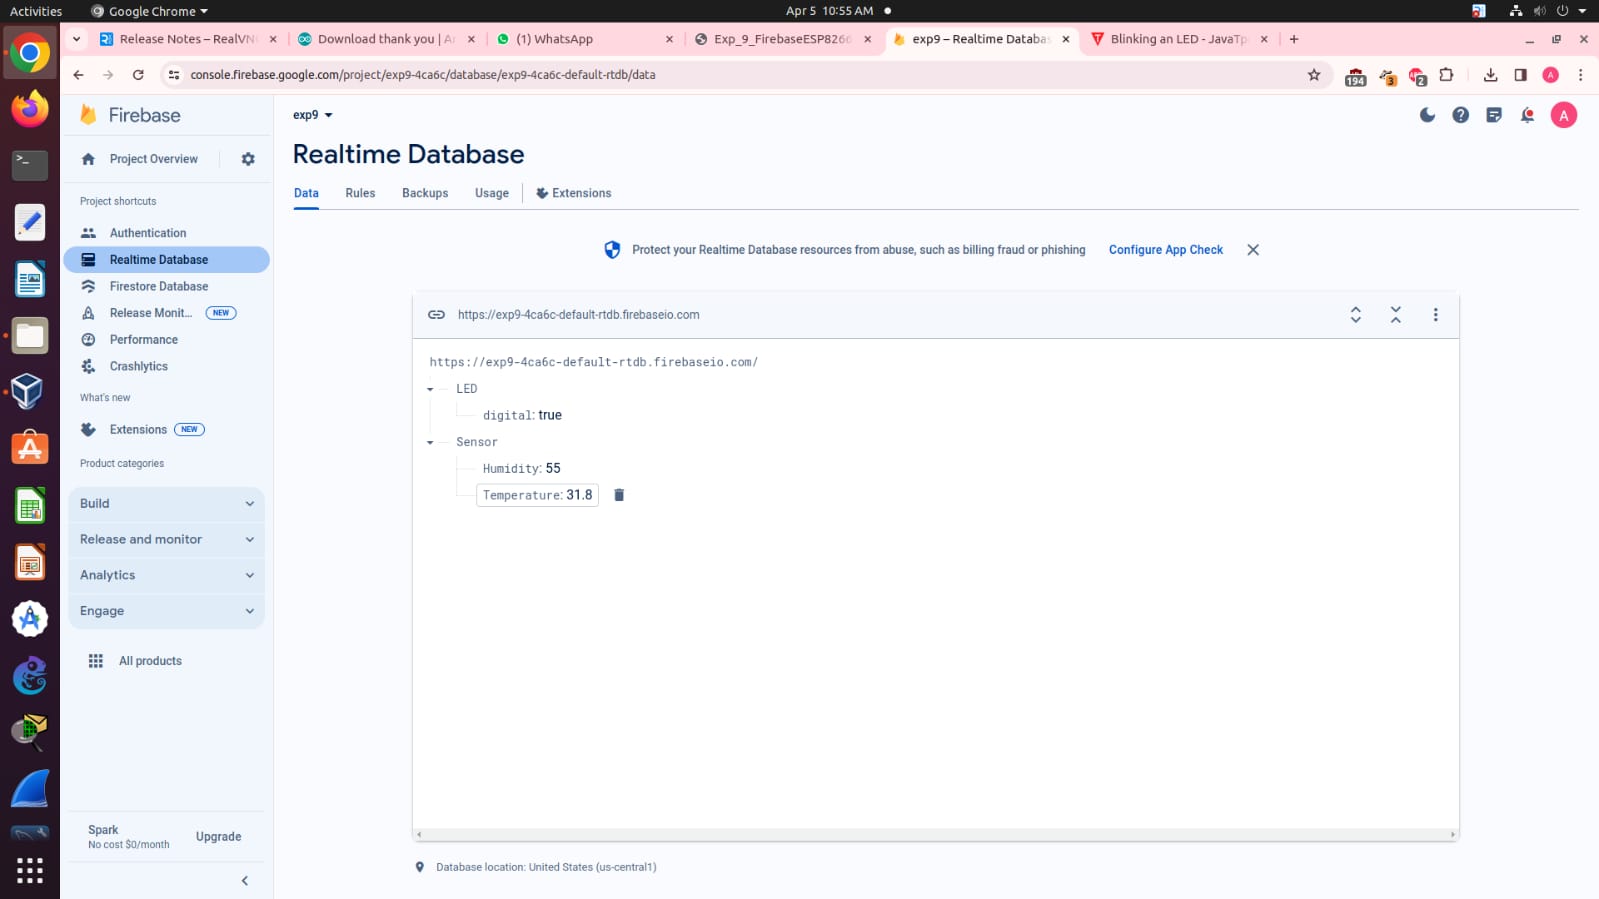 Activities Google Chrome Apr 5 10:55 AM
Release Notes – RealVN Download thank you | Ar (1) WhatsApp Exp_9_FirebaseESP826 exp9 – Realtime Databas Blinking an LED - JavaTp
console.firebase.google.com/project/exp9-4ca6c/database/exp9-4ca6c-default-rtdb/data 194 3 2 A
Firebase
exp9
A
Project Overview
Realtime Database
Data Rules Backups Usage Extensions
Project shortcuts
Authentication
Realtime Database
Firestore Database
Release Monit... NEW
Performance
Crashlytics
What's new
Extensions NEW
Product categories
Build
Release and monitor
Analytics
Engage
All products
Spark
No cost $0/month
Upgrade
Protect your Realtime Database resources from abuse, such as billing fraud or phishing Configure App Check
https://exp9-4ca6c-default-rtdb.firebaseio.com
https://exp9-4ca6c-default-rtdb.firebaseio.com/
LED
digital: true
Sensor
Humidity: 55
Temperature: 31.8
Database location: United States (us-central1)